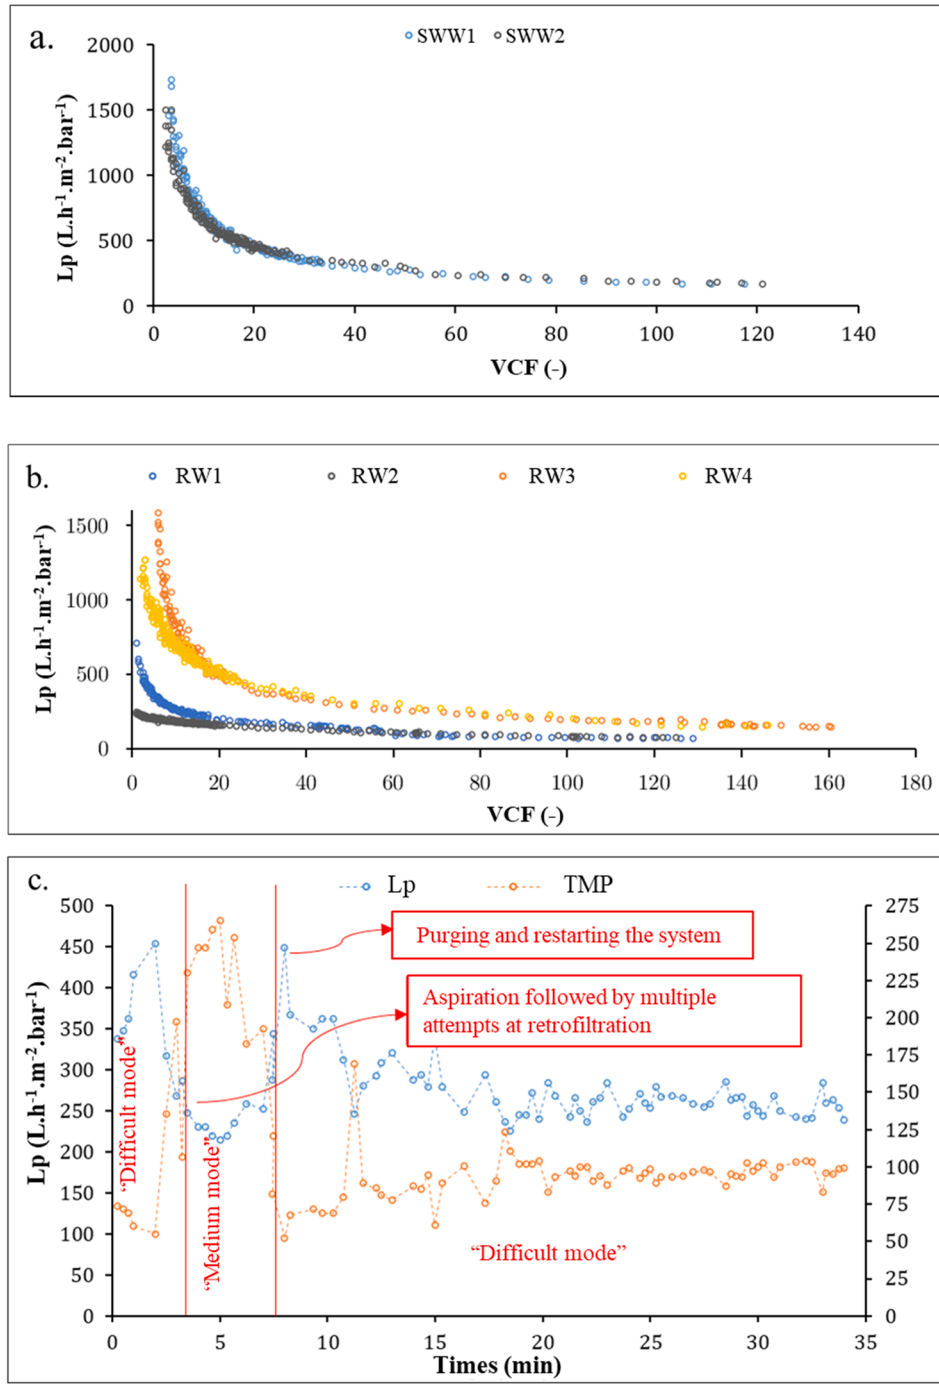 a.
SWW1 SWW2
Lp (L.h⁻¹.m⁻².bar⁻¹)
2000
1500
1000
500
0
0 20 40 60 80 100 120 140
VCF (-)
b.
RW1 RW2 RW3 RW4
Lp (L.h⁻¹.m⁻².bar⁻¹)
1500
1000
500
0
0 20 40 60 80 100 120 140 160 180
VCF (-)
c.
Lp TMP
Lp (L.h⁻¹.m⁻².bar⁻¹)
500 275
450 250
400 225
350 200
300 175
250 150
200 125
150 100
100 75
50 50
0 25
0
Purging and restarting the system
Aspiration followed by multiple
attempts at retrofiltration
“Difficult mode”
“Medium mode”
“Difficult mode”
0 5 10 15 20 25 30 35
Times (min)